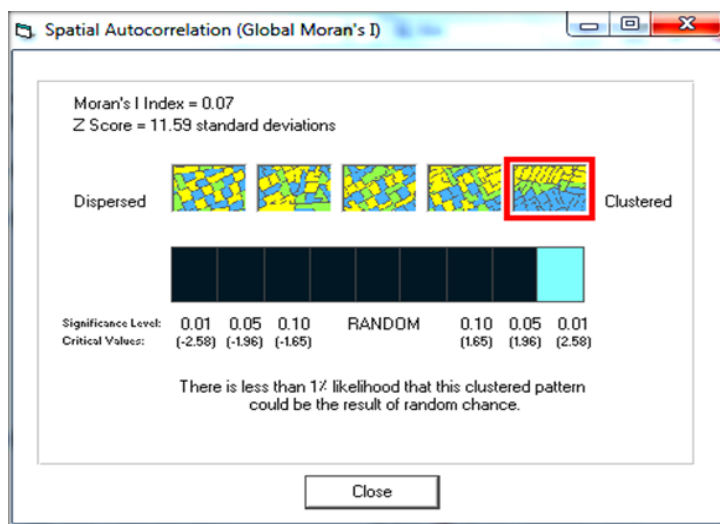 Spatial Autocorrelation (Global Moran's I)
Moran's I Index = 0.07
Z Score = 11.59 standard deviations
Dispersed
Clustered
Significance Level: 0.01 0.05 0.10 RANDOM 0.10 0.05 0.01
Critical Values: (-2.58) (-1.96) (-1.65) (1.65) (1.96) (2.58)
There is less than 1% likelihood that this clustered pattern
could be the result of random chance.
Close